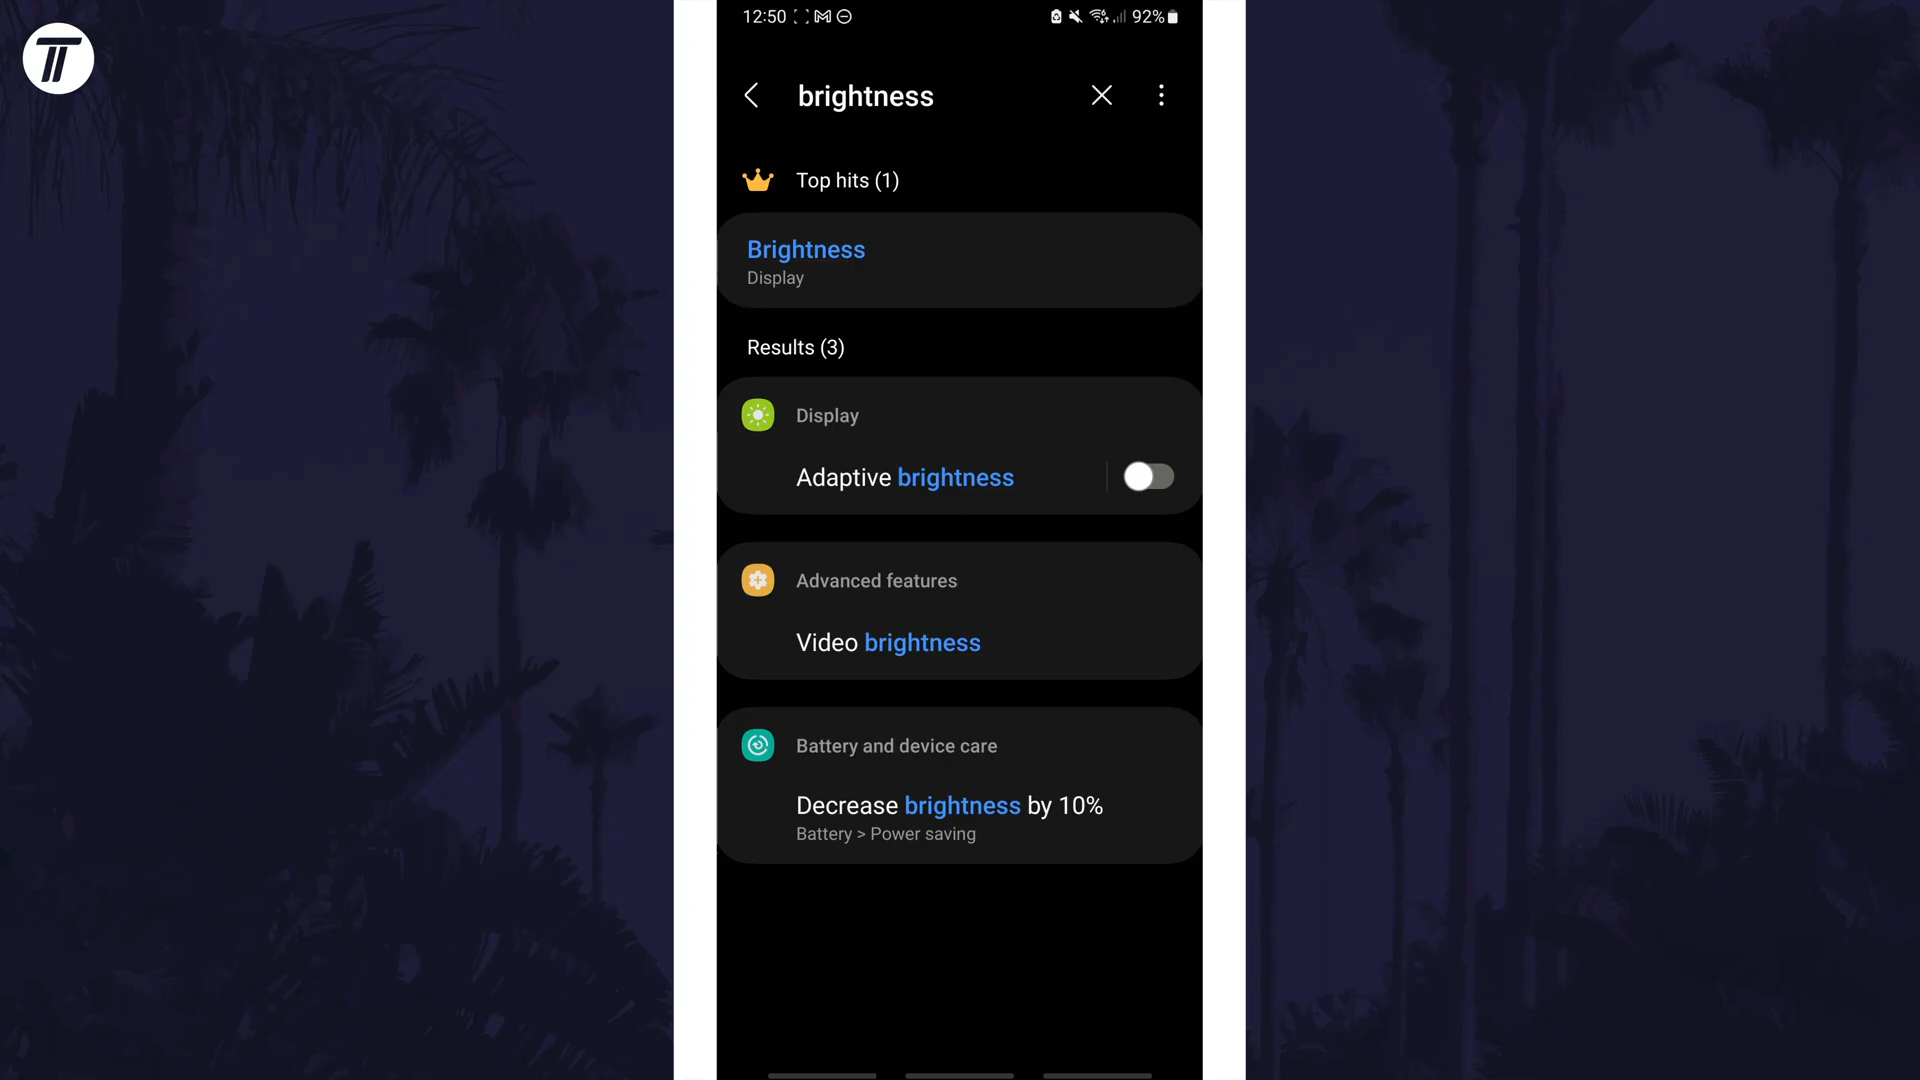 T
12:50 92%
brightness
Top hits (1)
Brightness
Display
Results (3)
Display
Adaptive brightness
Advanced features
Video brightness
Battery and device care
Decrease brightness by 10%
Battery > Power saving